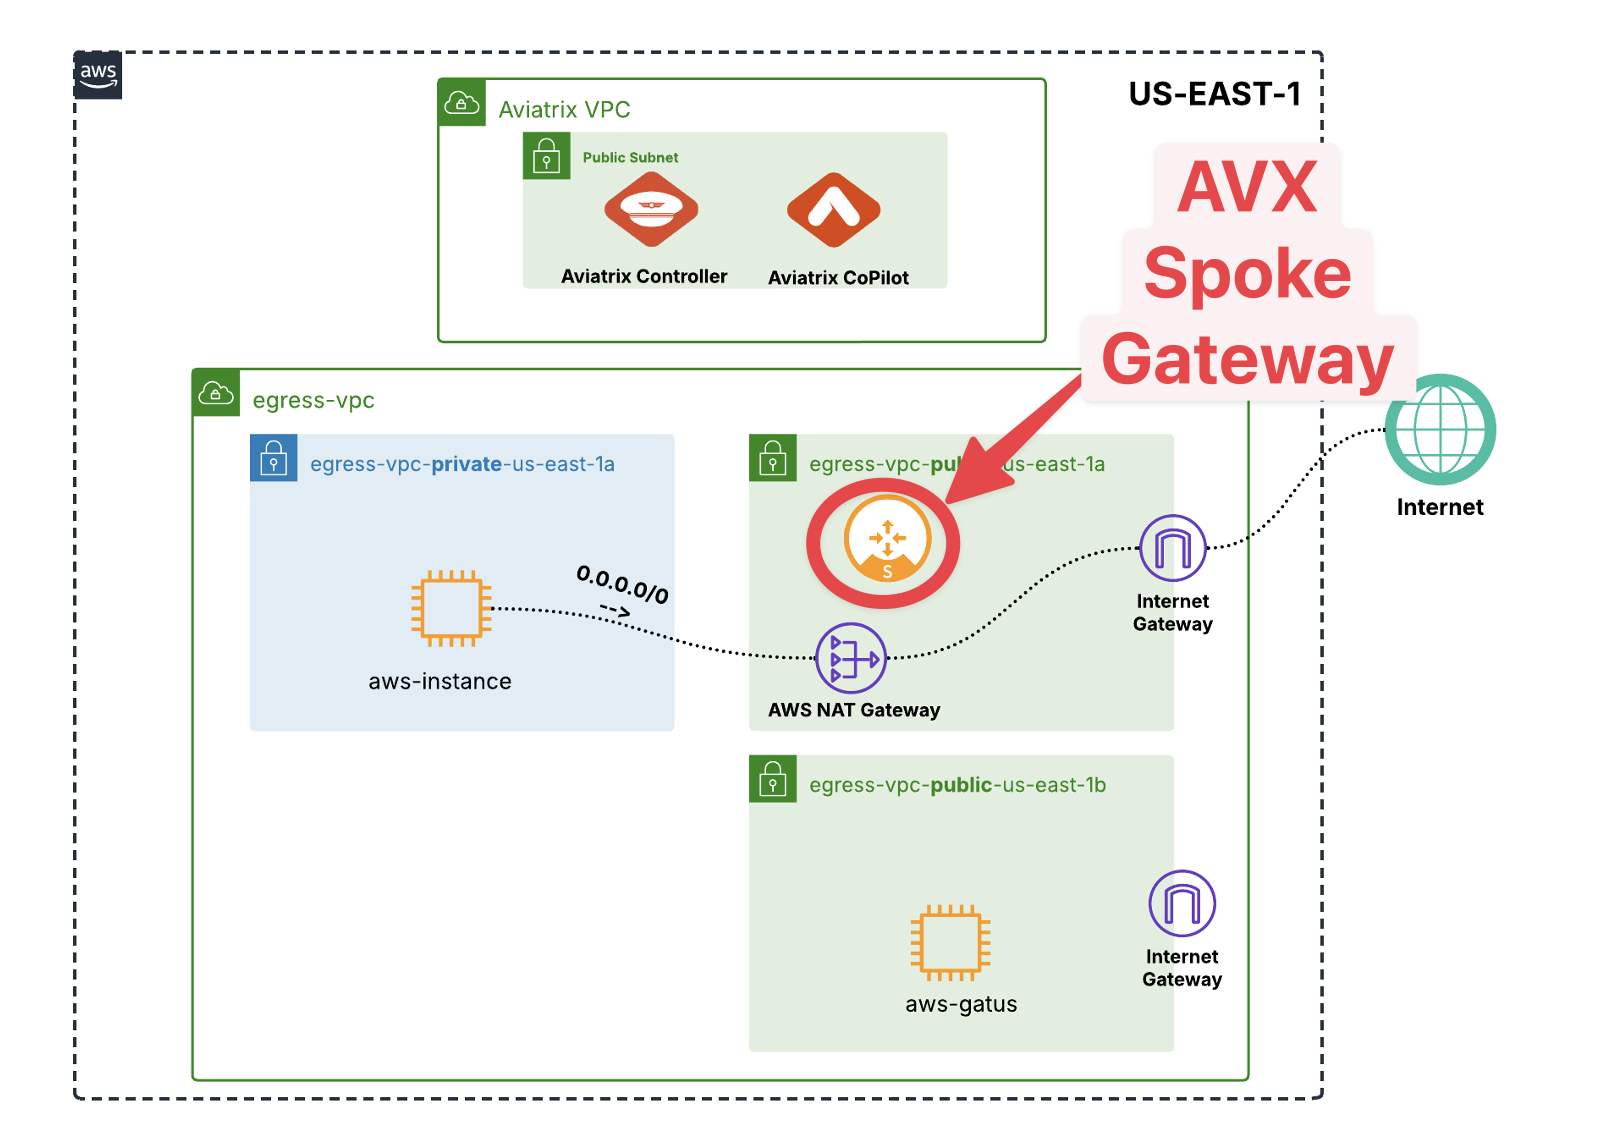 aws
US-EAST-1
Aviatrix VPC
Public Subnet
Aviatrix Controller
Aviatrix CoPilot
AVX
Spoke
Gateway
Internet
egress-vpc
egress-vpc-private-us-east-1a
aws-instance
0.0.0.0/0
egress-vpc-pu us-east-1a
S
AWS NAT Gateway
Internet
Gateway
egress-vpc-public-us-east-1b
aws-gatus
Internet
Gateway